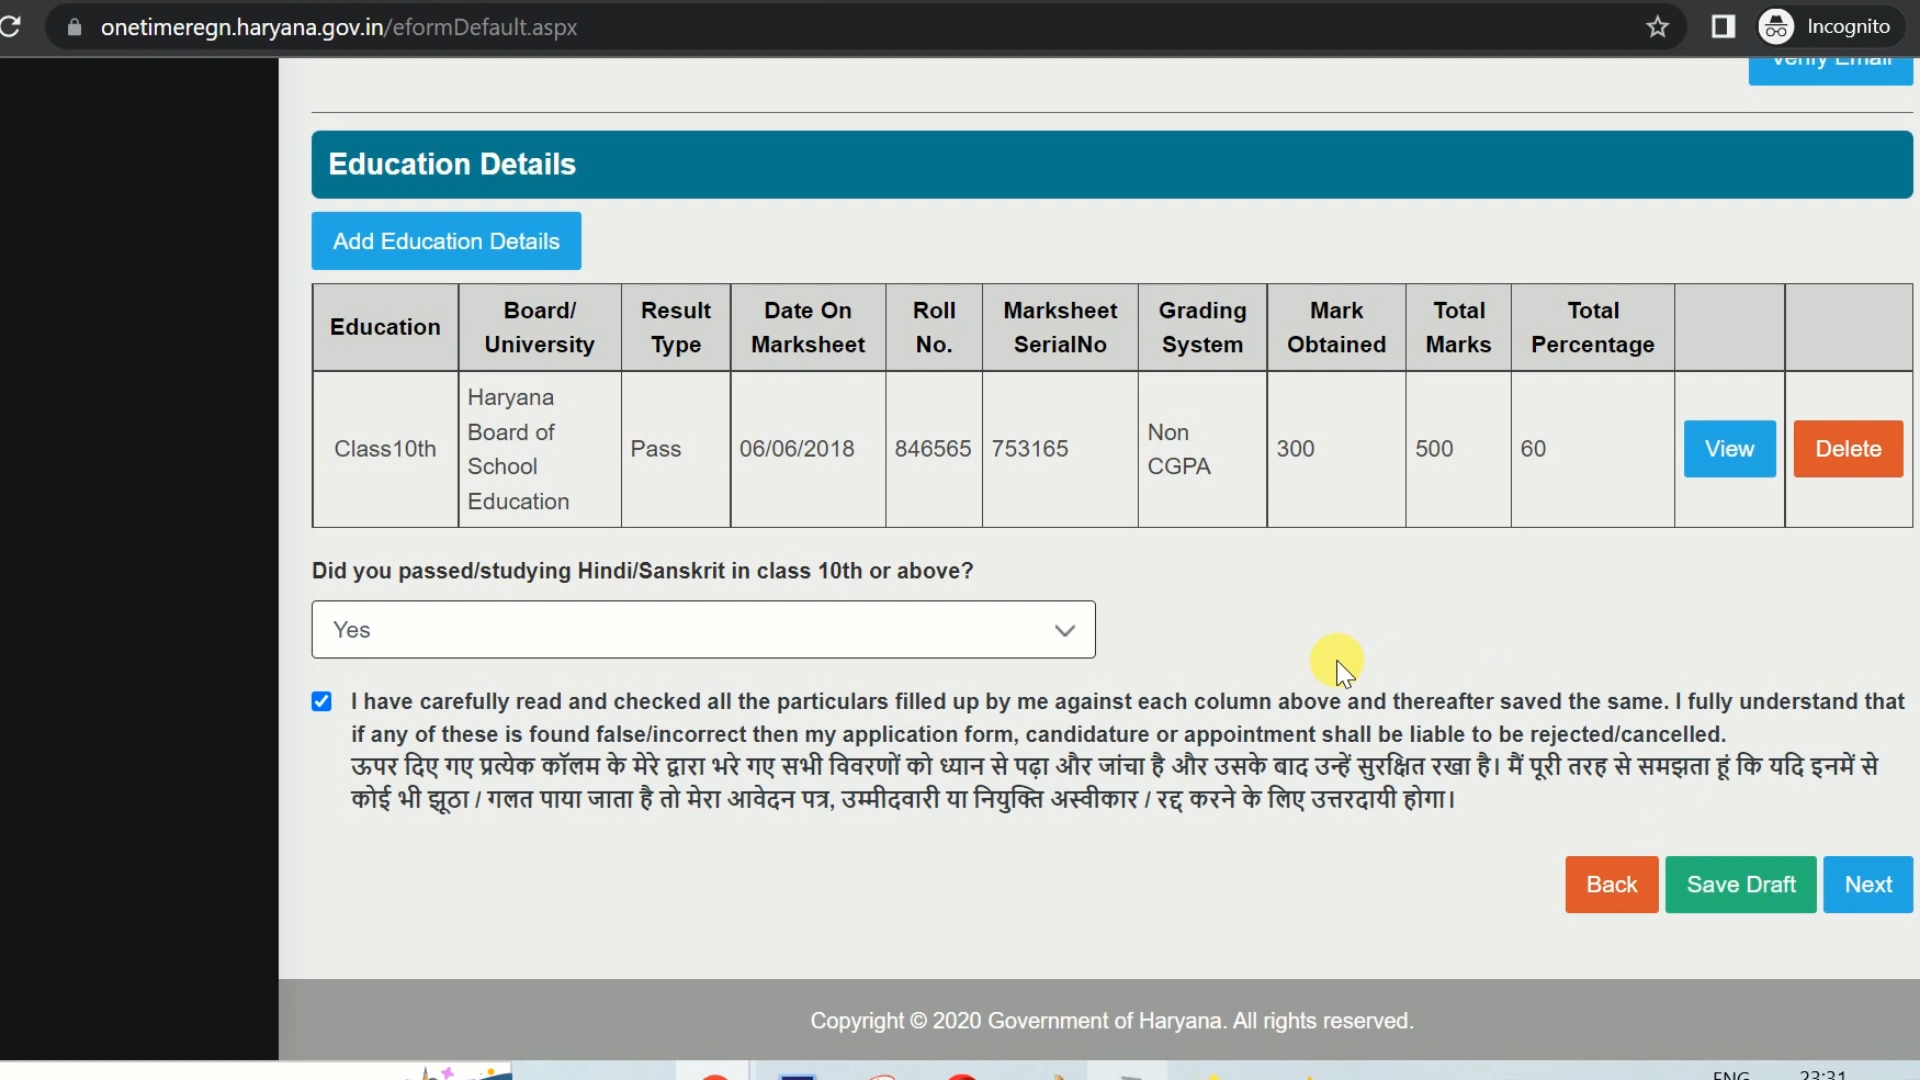 onetimeregn.haryana.gov.in/eformDefault.aspx
Incognito
Verify Email
Education Details
Add Education Details
Education
Board/
University
Result
Type
Date On
Marksheet
Roll
No.
Marksheet
SerialNo
Grading
System
Mark
Obtained
Total
Marks
Total
Percentage
Class10th
Haryana
Board of
School
Education
Pass
06/06/2018
846565
753165
Non
CGPA
300
500
60
View
Delete
Did you passed/studying Hindi/Sanskrit in class 10th or above?
Yes
I have carefully read and checked all the particulars filled up by me against each column above and thereafter saved the same. I fully understand that
if any of these is found false/incorrect then my application form, candidature or appointment shall be liable to be rejected/cancelled.
ऊपर दिए गए प्रत्येक कॉलम के मेरे द्वारा भरे गए सभी विवरणों को ध्यान से पढ़ा और जांचा है और उसके बाद उन्हें सुरक्षित रखा है। मैं पूरी तरह से समझता हूं कि यदि इनमें से
कोई भी झूठा / गलत पाया जाता है तो मेरा आवेदन पत्र, उम्मीदवारी या नियुक्ति अस्वीकार / रद्द करने के लिए उत्तरदायी होगा।
Back
Save Draft
Next
Copyright © 2020 Government of Haryana. All rights reserved.
ENG
23:31